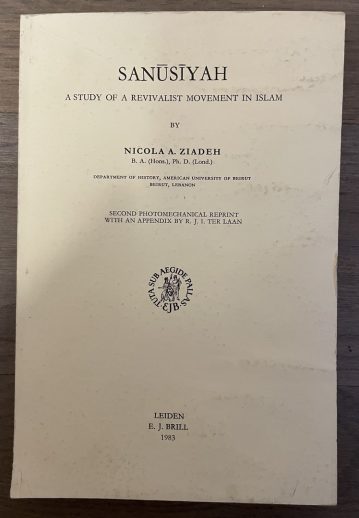 SANŪSĪYAH
A STUDY OF A REVIVALIST MOVEMENT IN ISLAM
BY
NICOLA A. ZIADEH
B. A. (Hons.), Ph. D. (Lond.)
DEPARTMENT OF HISTORY, AMERICAN UNIVERSITY OF BEIRUT
BEIRUT, LEBANON
SECOND PHOTOMECHANICAL REPRINT
WITH AN APPENDIX BY R. J. I. TER LAAN
TUTA SUB AEGIDE PALLAS
EJB
LEIDEN
E. J. BRILL
1983